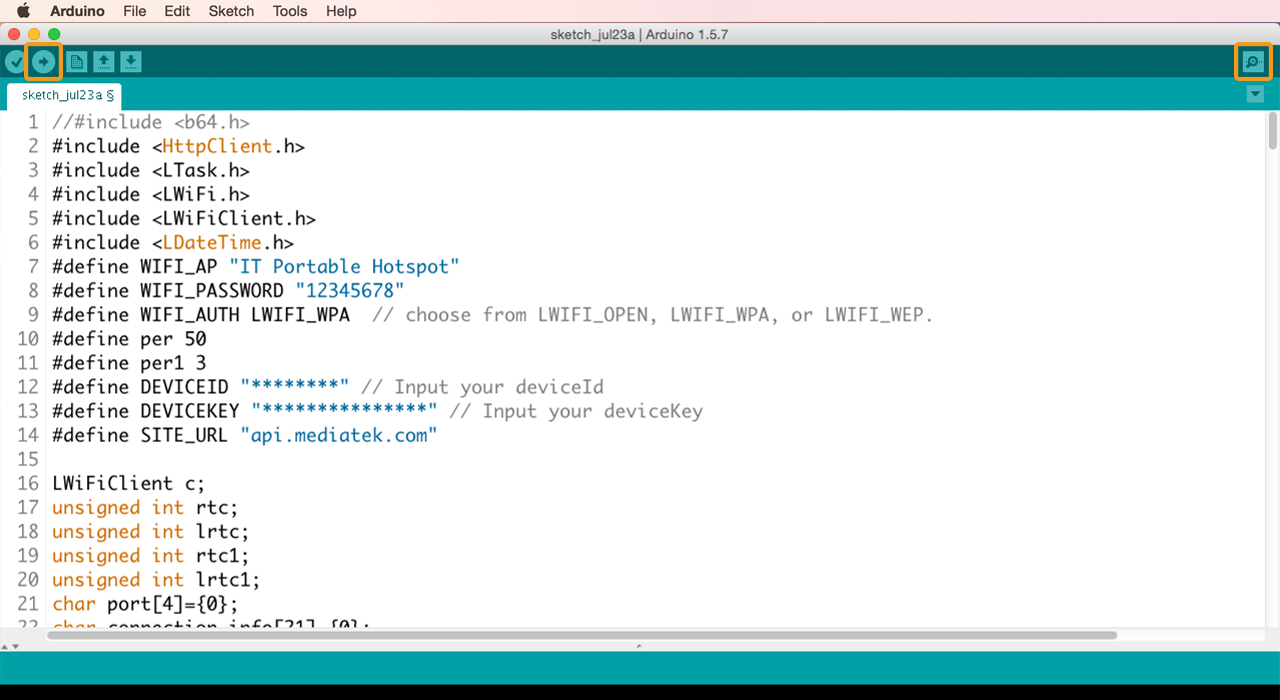 Arduino File Edit Sketch Tools Help
sketch_jul23a | Arduino 1.5.7
sketch_jul23a §
1 //#include <b64.h>
2 #include <HttpClient.h>
3 #include <LTask.h>
4 #include <LWiFi.h>
5 #include <LWiFiClient.h>
6 #include <LDateTime.h>
7 #define WIFI_AP "IT Portable Hotspot"
8 #define WIFI_PASSWORD "12345678"
9 #define WIFI_AUTH LWIFI_WPA  // choose from LWIFI_OPEN, LWIFI_WPA, or LWIFI_WEP.
10 #define per 50
11 #define per1 3
12 #define DEVICEID "********" // Input your deviceId
13 #define DEVICEKEY "***************" // Input your deviceKey
14 #define SITE_URL "api.mediatek.com"
15
16 LWiFiClient c;
17 unsigned int rtc;
18 unsigned int lrtc;
19 unsigned int rtc1;
20 unsigned int lrtc1;
21 char port[4]={0};
22 char connection_info[21]={0};